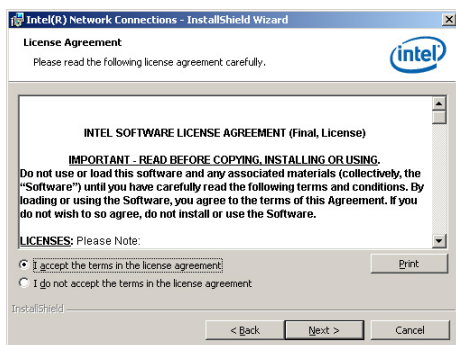 Intel(R) Network Connections - InstallShield Wizard
License Agreement
Please read the following license agreement carefully.
intel
INTEL SOFTWARE LICENSE AGREEMENT (Final, License)
IMPORTANT - READ BEFORE COPYING, INSTALLING OR USING.
Do not use or load this software and any associated materials (collectively, the
"Software") until you have carefully read the following terms and conditions. By
loading or using the Software, you agree to the terms of this Agreement. If you
do not wish to so agree, do not install or use the Software.
LICENSES: Please Note:
I accept the terms in the license agreement
Print
I do not accept the terms in the license agreement
InstallShield
< Back
Next >
Cancel